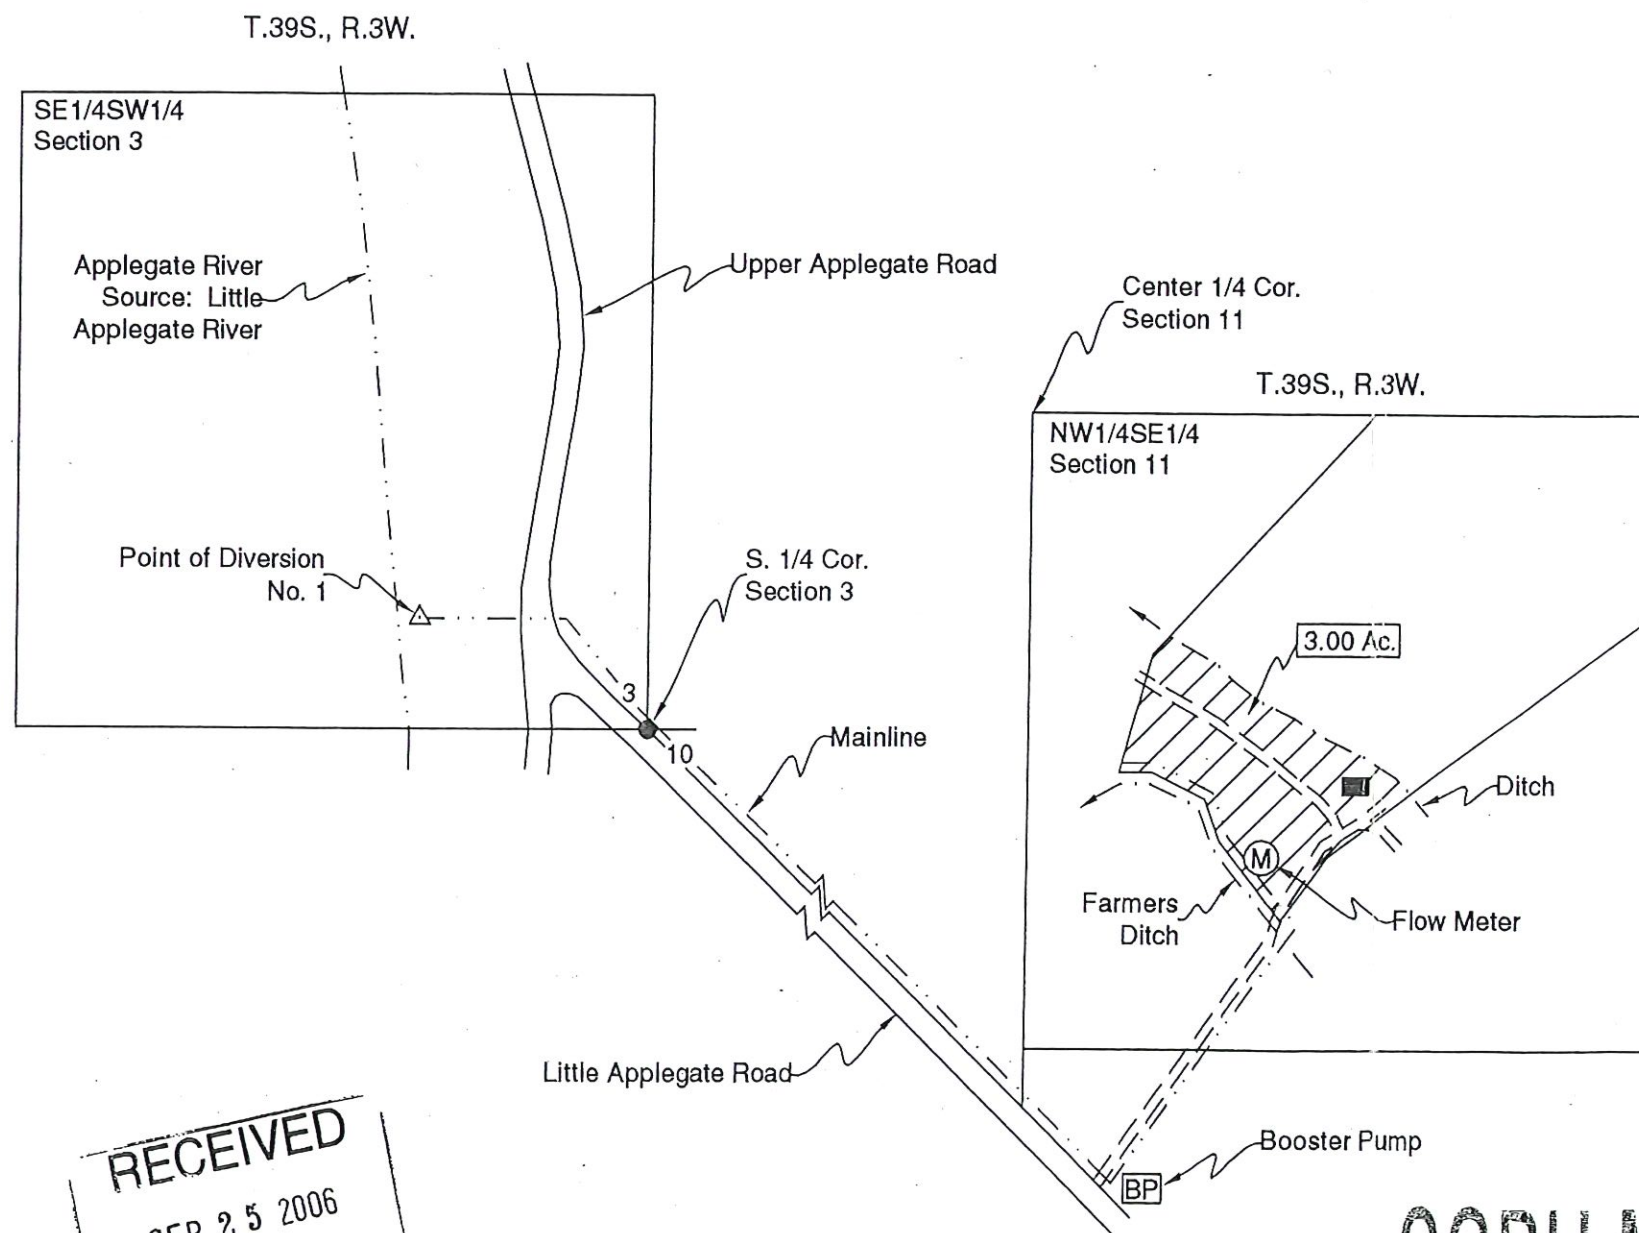 T.39S., R.3W.
SE1/4SW1/4
Section 3
Applegate River
Source: Little
Applegate River
Upper Applegate Road
Center 1/4 Cor.
Section 11
T.39S., R.3W.
NW1/4SE1/4
Section 11
Point of Diversion
No. 1
S. 1/4 Cor.
Section 3
3.00 Ac.
3
10
Mainline
Ditch
M
Farmers
Ditch
Flow Meter
Little Applegate Road
Booster Pump
BP
RECEIVED
SEP 25 2006